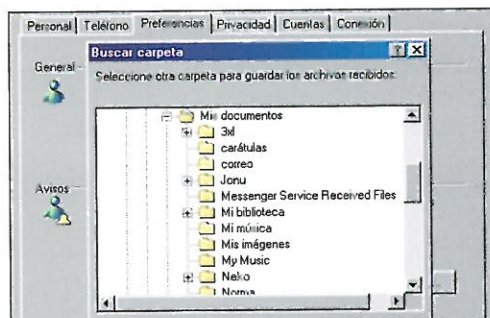 Personal Teléfono Preferencias Privacidad Cuentas Conexión
Buscar carpeta
General
Seleccione otra carpeta para guardar los archivos recibidos:
Mis documentos
3xl
carátulas
correo
Jonu
Messenger Service Received Files
Mi biblioteca
Mi música
Mis imágenes
My Music
Neko
Norma
Avisos